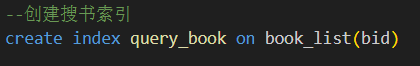 --创建搜书索引
create index query_book on book_list(bid)